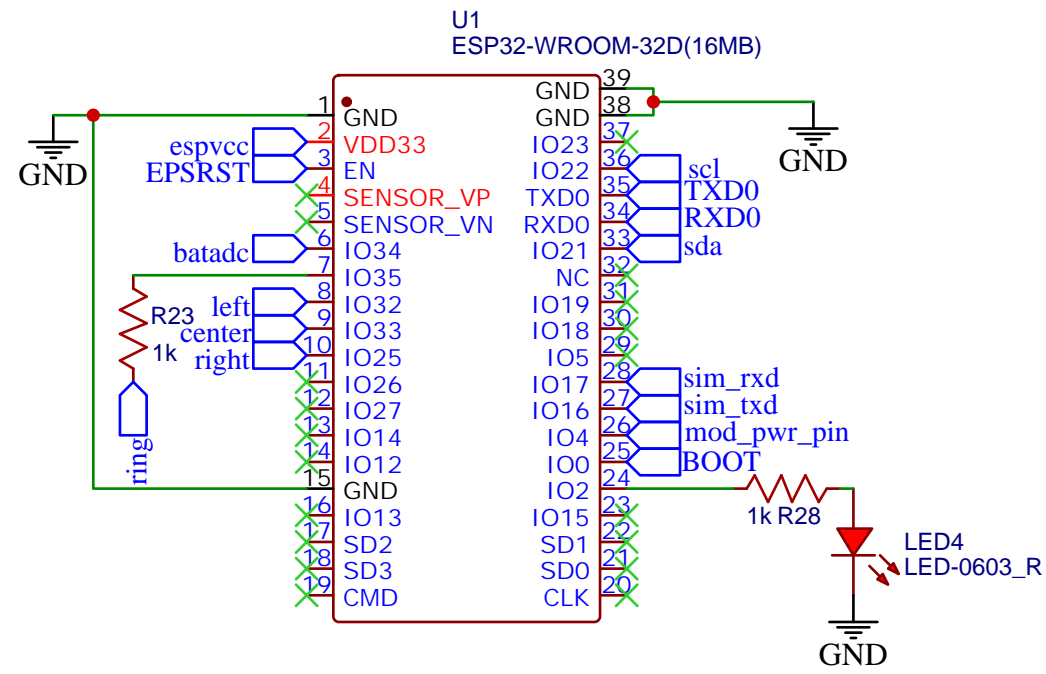 U1
ESP32-WROOM-32D(16MB)
GND
1 GND
espvcc 2 VDD33
EPSRST 3 EN
4 SENSOR_VP
5 SENSOR_VN
batadc 6 IO34
7 IO35
left 8 IO32
center 9 IO33
right 10 IO25
11 IO26
12 IO27
13 IO14
14 IO12
15 GND
16 IO13
17 SD2
18 SD3
19 CMD
R23
1k
ring
GND 39
GND 38
IO23 37
IO22 36 scl
TXD0 35 TXD0
RXD0 34 RXD0
IO21 33 sda
NC 32
IO19 31
IO18 30
IO5 29
IO17 28 sim_rxd
IO16 27 sim_txd
IO4 26 mod_pwr_pin
IO0 25 BOOT
IO2 24
IO15 23
SD1 22
SD0 21
CLK 20
GND
1k R28
LED4
LED-0603_R
GND